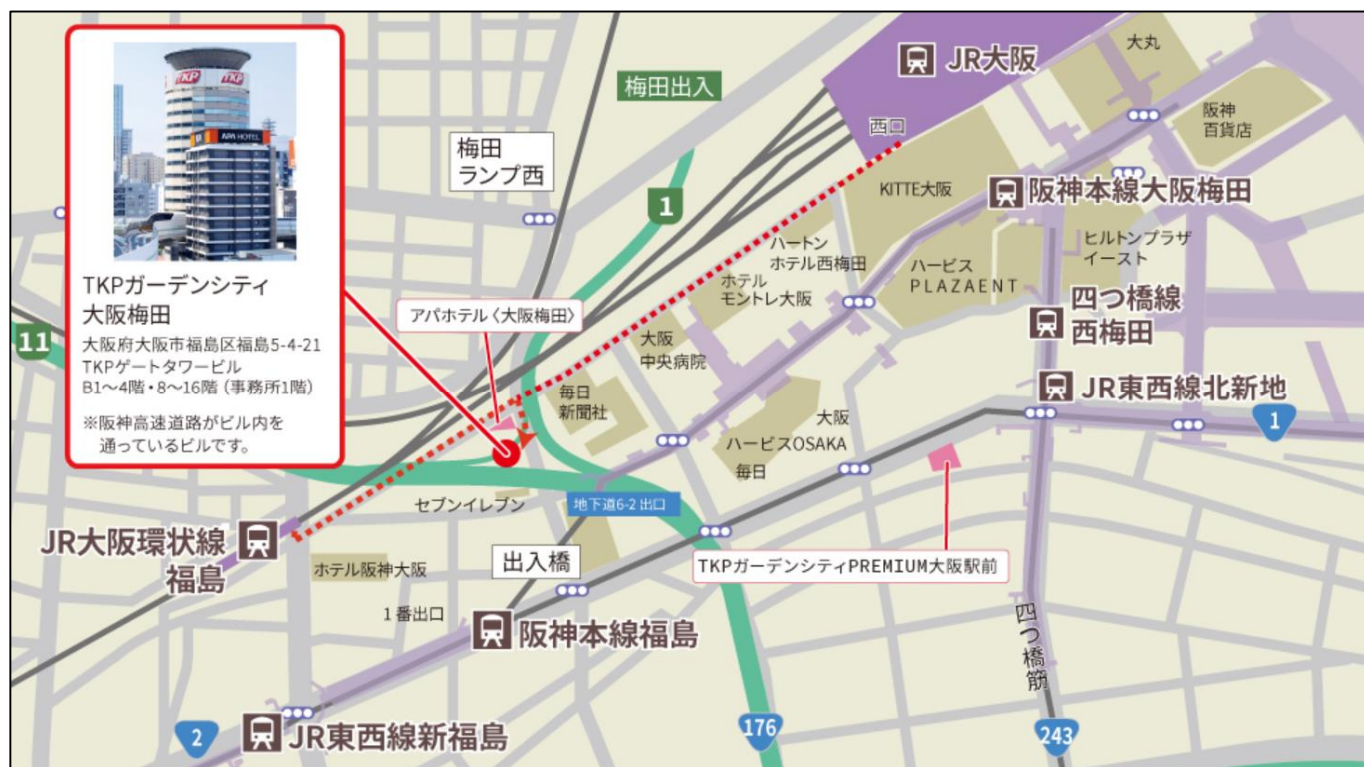 TKP
TKP
APA HOTEL
TKPガーデンシティ
大阪梅田
大阪府大阪市福島区福島5-4-21
TKPゲートタワービル
B1～4階・8～16階（事務所1階）
※阪神高速道路がビル内を
通っているビルです。
JR大阪
大丸
梅田出入
阪神
百貨店
西口
梅田
ランプ西
1
KITTE大阪
阪神本線大阪梅田
ハートン
ホテル西梅田
ヒルトンプラザ
イースト
ハービス
PLAZAENT
ホテル
モントレ大阪
四つ橋線
西梅田
アパホテル〈大阪梅田〉
11
大阪
中央病院
JR東西線北新地
毎日
新聞社
大阪
ハービスOSAKA
毎日
1
セブンイレブン
地下道6-2 出口
JR大阪環状線
福島
出入橋
TKPガーデンシティPREMIUM大阪駅前
ホテル阪神大阪
1番出口
阪神本線福島
四つ橋筋
JR東西線新福島
2
176
243